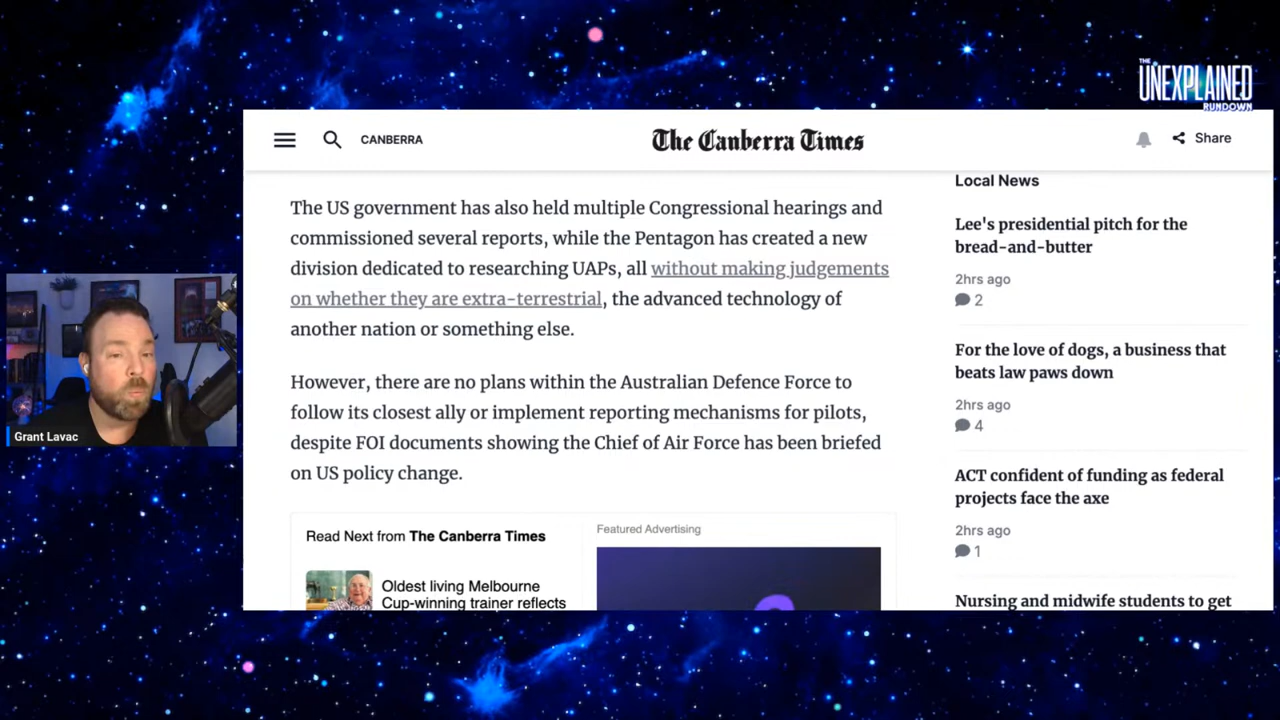 THE
UNEXPLAINED
RUNDOWN
CANBERRA
The Canberra Times
Share
The US government has also held multiple Congressional hearings and
commissioned several reports, while the Pentagon has created a new
division dedicated to researching UAPs, all without making judgements
on whether they are extra-terrestrial, the advanced technology of
another nation or something else.
However, there are no plans within the Australian Defence Force to
follow its closest ally or implement reporting mechanisms for pilots,
despite FOI documents showing the Chief of Air Force has been briefed
on US policy change.
Read Next from The Canberra Times
Oldest living Melbourne
Cup-winning trainer reflects
Featured Advertising
Local News
Lee's presidential pitch for the
bread-and-butter
2hrs ago
2
For the love of dogs, a business that
beats law paws down
2hrs ago
4
ACT confident of funding as federal
projects face the axe
2hrs ago
1
Nursing and midwife students to get
Grant Lavac